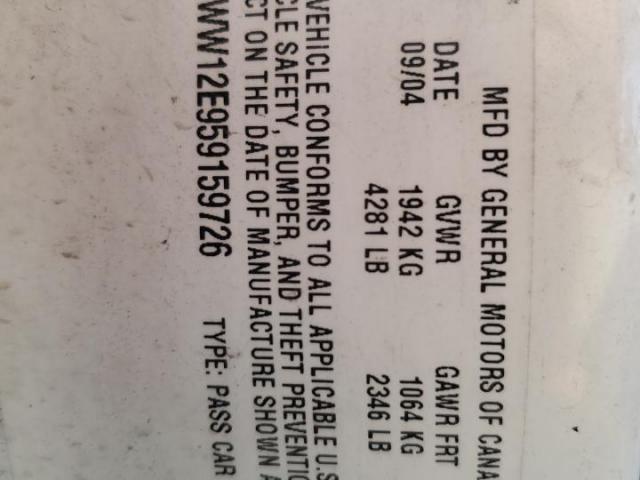 MFD BY GENERAL MOTORS OF CANA
DATE GVWR GAWR FRT
09/04 1942 KG 1064 KG
4281 LB 2346 LB
VEHICLE CONFORMS TO ALL APPLICABLE U.S
CLE SAFETY, BUMPER, AND THEFT PREVENTIO
CT ON THE DATE OF MANUFACTURE SHOWN A
WW12E959159726 TYPE: PASS CAR